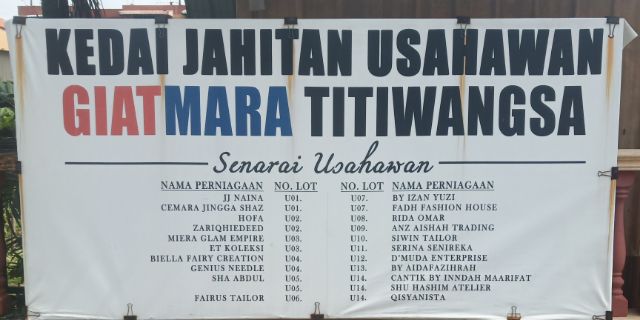 KEDAI JAHITAN USAHAWAN
GIATMARA TITIWANGSA
Senarai Usahawan
NAMA PERNIAGAAN NO. LOT NO. LOT NAMA PERNIAGAAN
JJ NAINA U01. U07. BY IZAN YUZI
CEMARA JINGGA SHAZ U01. U07. FADH FASHION HOUSE
HOFA U02. U08. RIDA OMAR
ZARIQHIEDEED U02. U09. ANZ AISHAH TRADING
MIERA GLAM EMPIRE U03. U10. SIWIN TAILOR
ET KOLEKSI U03. U11. SERINA SENIREKA
BIELLA FAIRY CREATION U04. U12. D'MUDA ENTERPRISE
GENIUS NEEDLE U04. U13. BY AIDAFAZIHRAH
SHA ABDUL U05. U14. CANTIK BY INNDAH MAARIFAT
U05. U14. SHU HASHIM ATELIER
FAIRUS TAILOR U06. U14. QISYANISTA